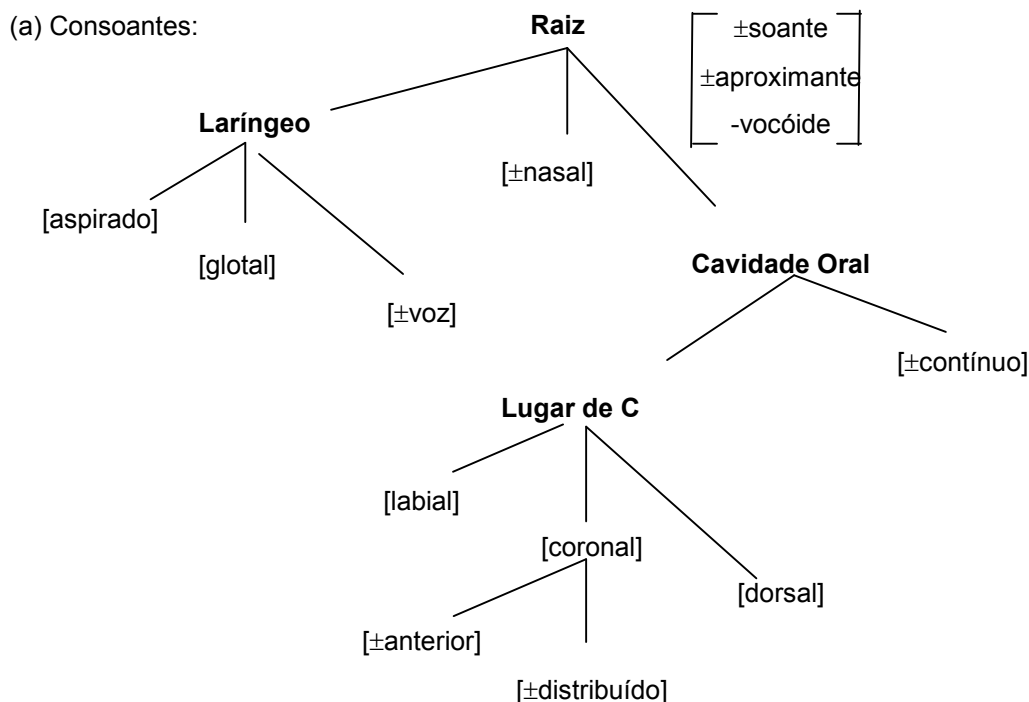 (a) Consoantes:
Raiz
±soante
±aproximante
-vocóide
Laríngeo
[±nasal]
[aspirado]
[glotal]
[±voz]
Cavidade Oral
[±contínuo]
Lugar de C
[labial]
[coronal]
[dorsal]
[±anterior]
[±distribuído]